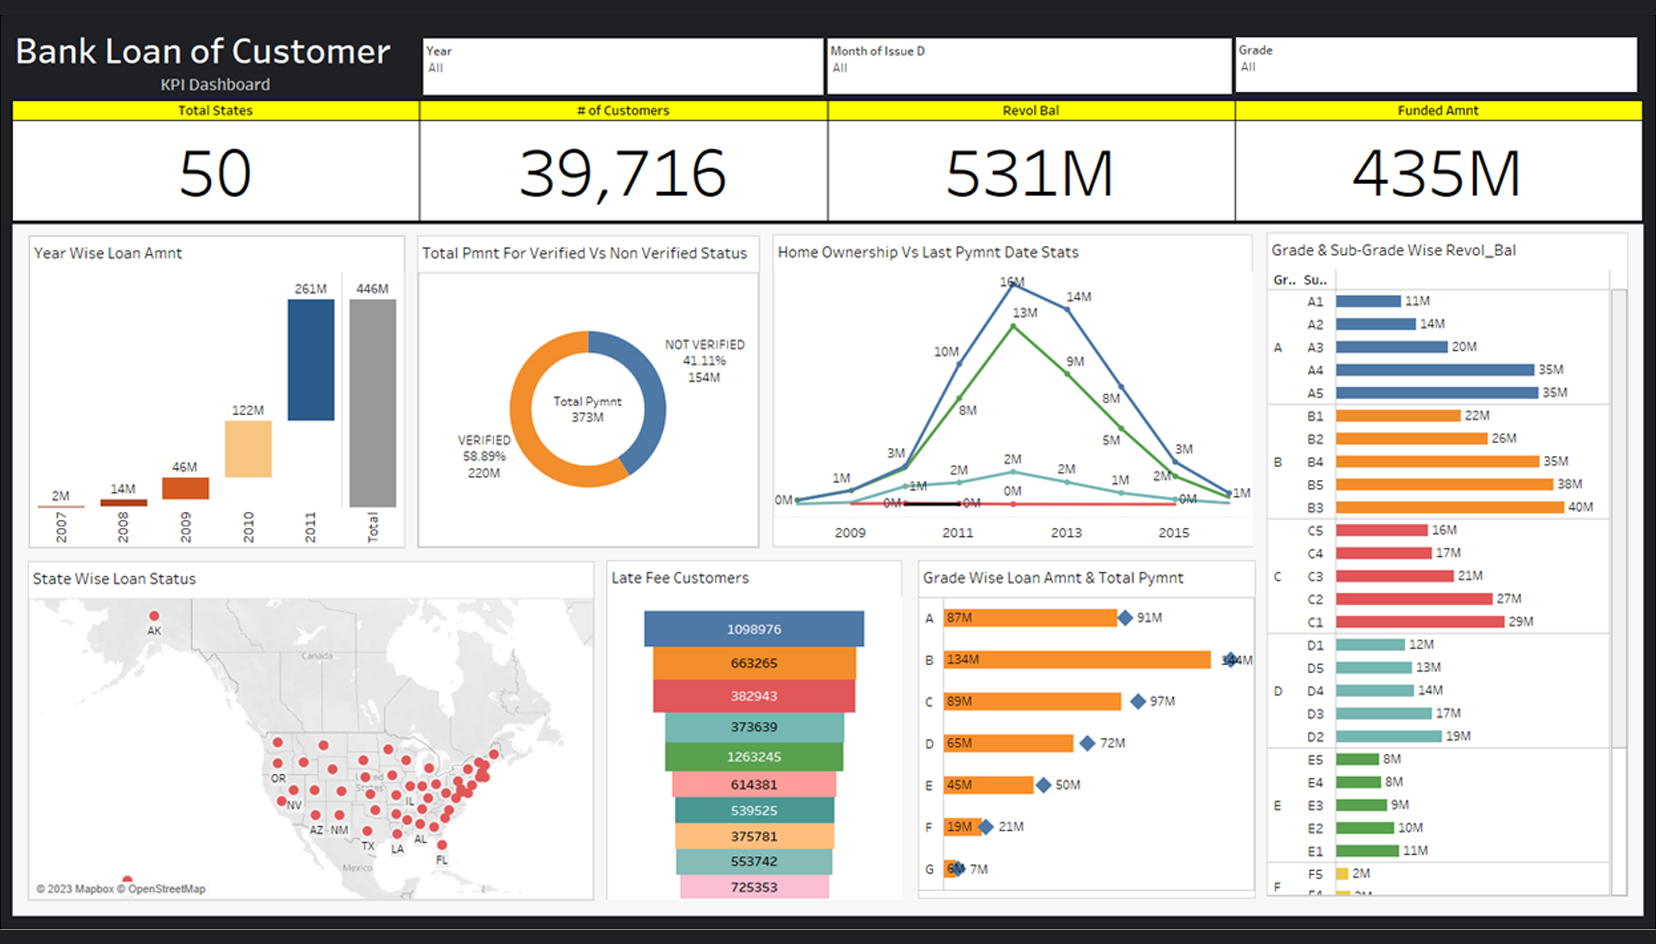 Bank Loan of Customer
KPI Dashboard
Year
All
Month of Issue D
All
Grade
All
Total States
# of Customers
Revol Bal
Funded Amnt
50
39,716
531M
435M
Year Wise Loan Amnt
261M
446M
122M
46M
14M
2M
2007
2008
2009
2010
2011
Total
Total Pmnt For Verified Vs Non Verified Status
NOT VERIFIED
41.11%
154M
Total Pymnt
373M
VERIFIED
58.89%
220M
Home Ownership Vs Last Pymnt Date Stats
16M
14M
13M
10M
9M
8M
8M
5M
3M
3M
2M
2M
2M
2M
1M
1M
1M
1M
0M
0M
0M
0M
0M
2009
2011
2013
2015
Grade & Sub-Grade Wise Revol_Bal
Gr.. Su..
A
A1 11M
A2 14M
A3 20M
A4 35M
A5 35M
B
B1 22M
B2 26M
B4 35M
B5 38M
B3 40M
C
C5 16M
C4 17M
C3 21M
C2 27M
C1 29M
D
D1 12M
D5 13M
D4 14M
D3 17M
D2 19M
E
E5 8M
E4 8M
E3 9M
E2 10M
E1 11M
F
F5 2M
State Wise Loan Status
AK
Canada
OR
NV
United
States
IL
AZ
NM
AL
TX
LA
FL
Mexico
© 2023 Mapbox © OpenStreetMap
Late Fee Customers
1098976
663265
382943
373639
1263245
614381
539525
375781
553742
725353
Grade Wise Loan Amnt & Total Pymnt
A 87M 91M
B 134M 144M
C 89M 97M
D 65M 72M
E 45M 50M
F 19M 21M
G 6M 7M